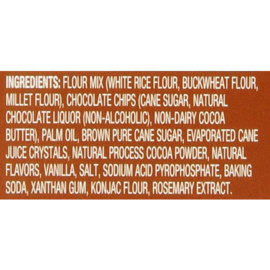 INGREDIENTS: FLOUR MIX (WHITE RICE FLOUR, BUCKWHEAT FLOUR,
MILLET FLOUR), CHOCOLATE CHIPS (CANE SUGAR, NATURAL
CHOCOLATE LIQUOR (NON-ALCOHOLIC), NON-DAIRY COCOA
BUTTER), PALM OIL, BROWN PURE CANE SUGAR, EVAPORATED CANE
JUICE CRYSTALS, NATURAL PROCESS COCOA POWDER, NATURAL
FLAVORS, VANILLA, SALT, SODIUM ACID PYROPHOSPHATE, BAKING
SODA, XANTHAN GUM, KONJAC FLOUR, ROSEMARY EXTRACT.